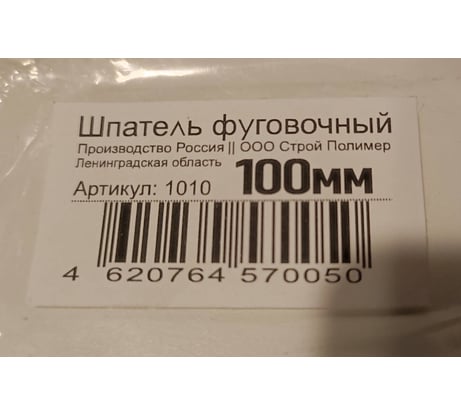 Шпатель фуговочный
Производство Россия || ООО Строй Полимер
Ленинградская область
Артикул: 1010 100мм
4 620764 570050